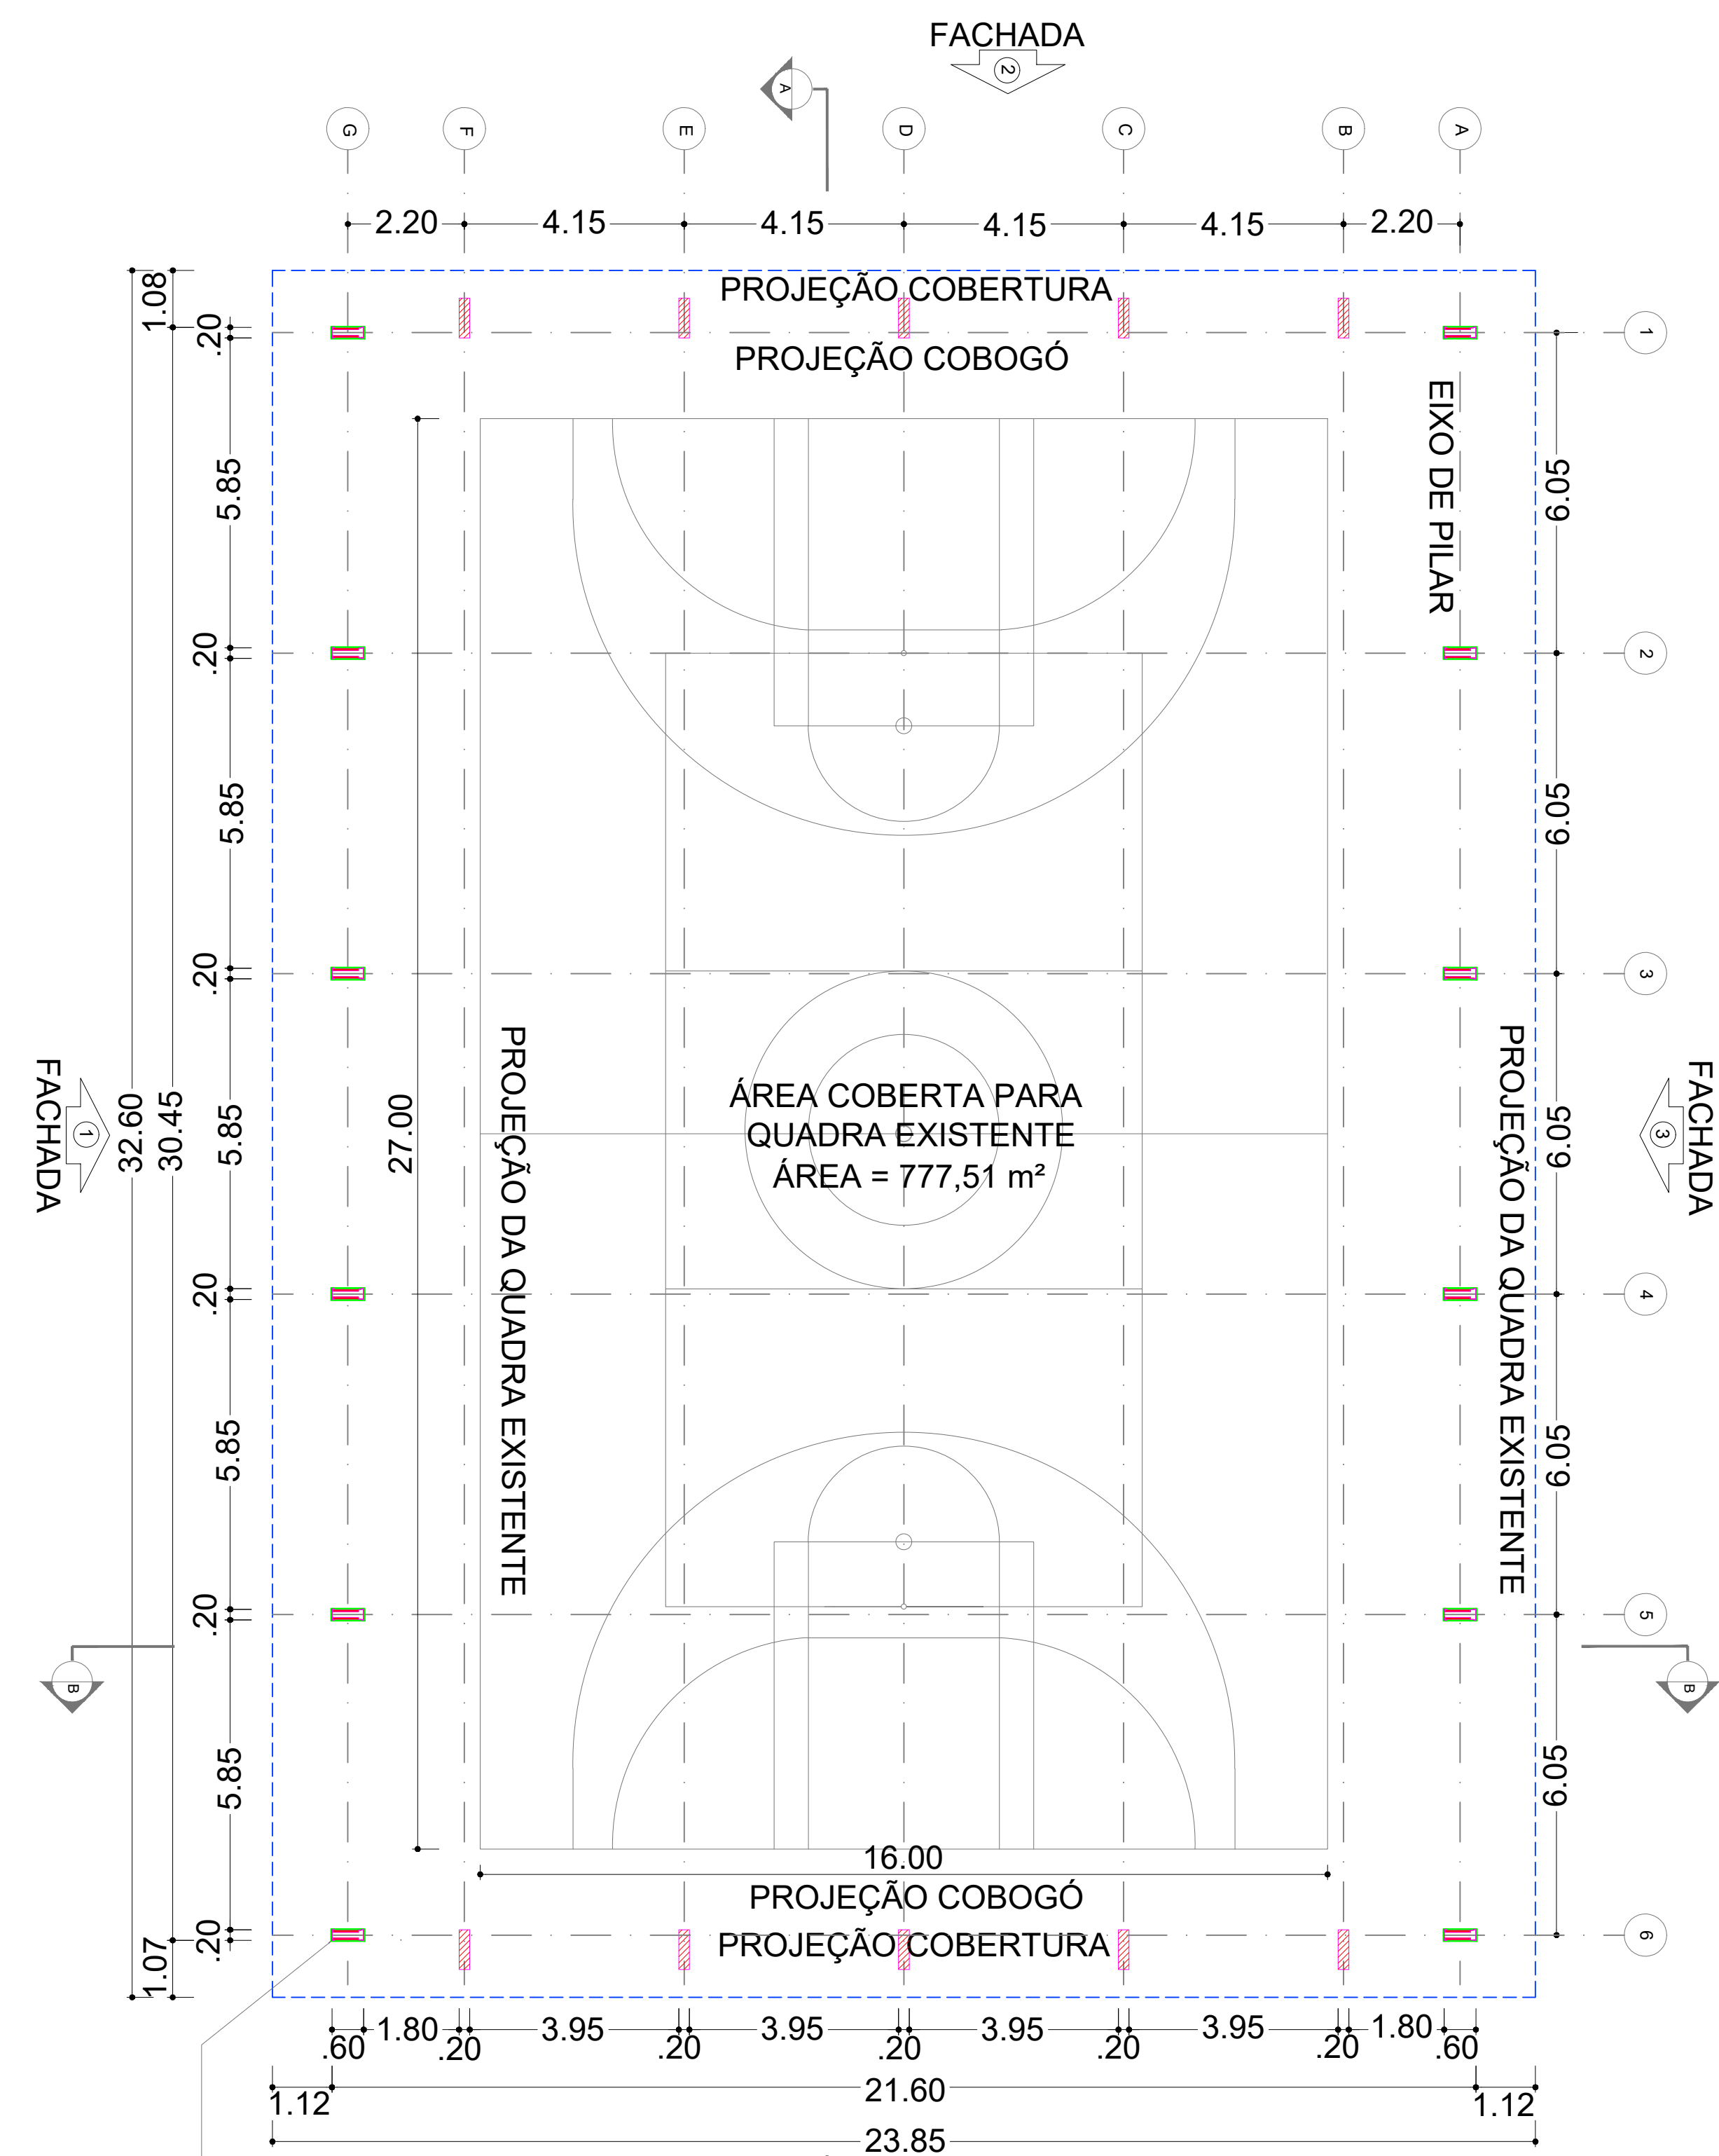 FACHADA
2
A
G
F
E
D
C
B
A
2.20
4.15
4.15
4.15
4.15
2.20
PROJEÇÃO COBERTURA
PROJEÇÃO COBOGÓ
1.08
.20
5.85
.20
5.85
.20
5.85
.20
5.85
.20
5.85
.20
1.07
32.60
30.45
27.00
FACHADA
1
EIXO DE PILAR
1
2
3
4
5
6
6.05
6.05
6.05
6.05
6.05
FACHADA
3
PROJEÇÃO DA QUADRA EXISTENTE
PROJEÇÃO DA QUADRA EXISTENTE
ÁREA COBERTA PARA
QUADRA EXISTENTE
ÁREA = 777,51 m²
B
B
16.00
PROJEÇÃO COBOGÓ
PROJEÇÃO COBERTURA
.60
1.80
.20
3.95
.20
3.95
.20
3.95
.20
3.95
.20
1.80
.60
1.12
21.60
1.12
23.85